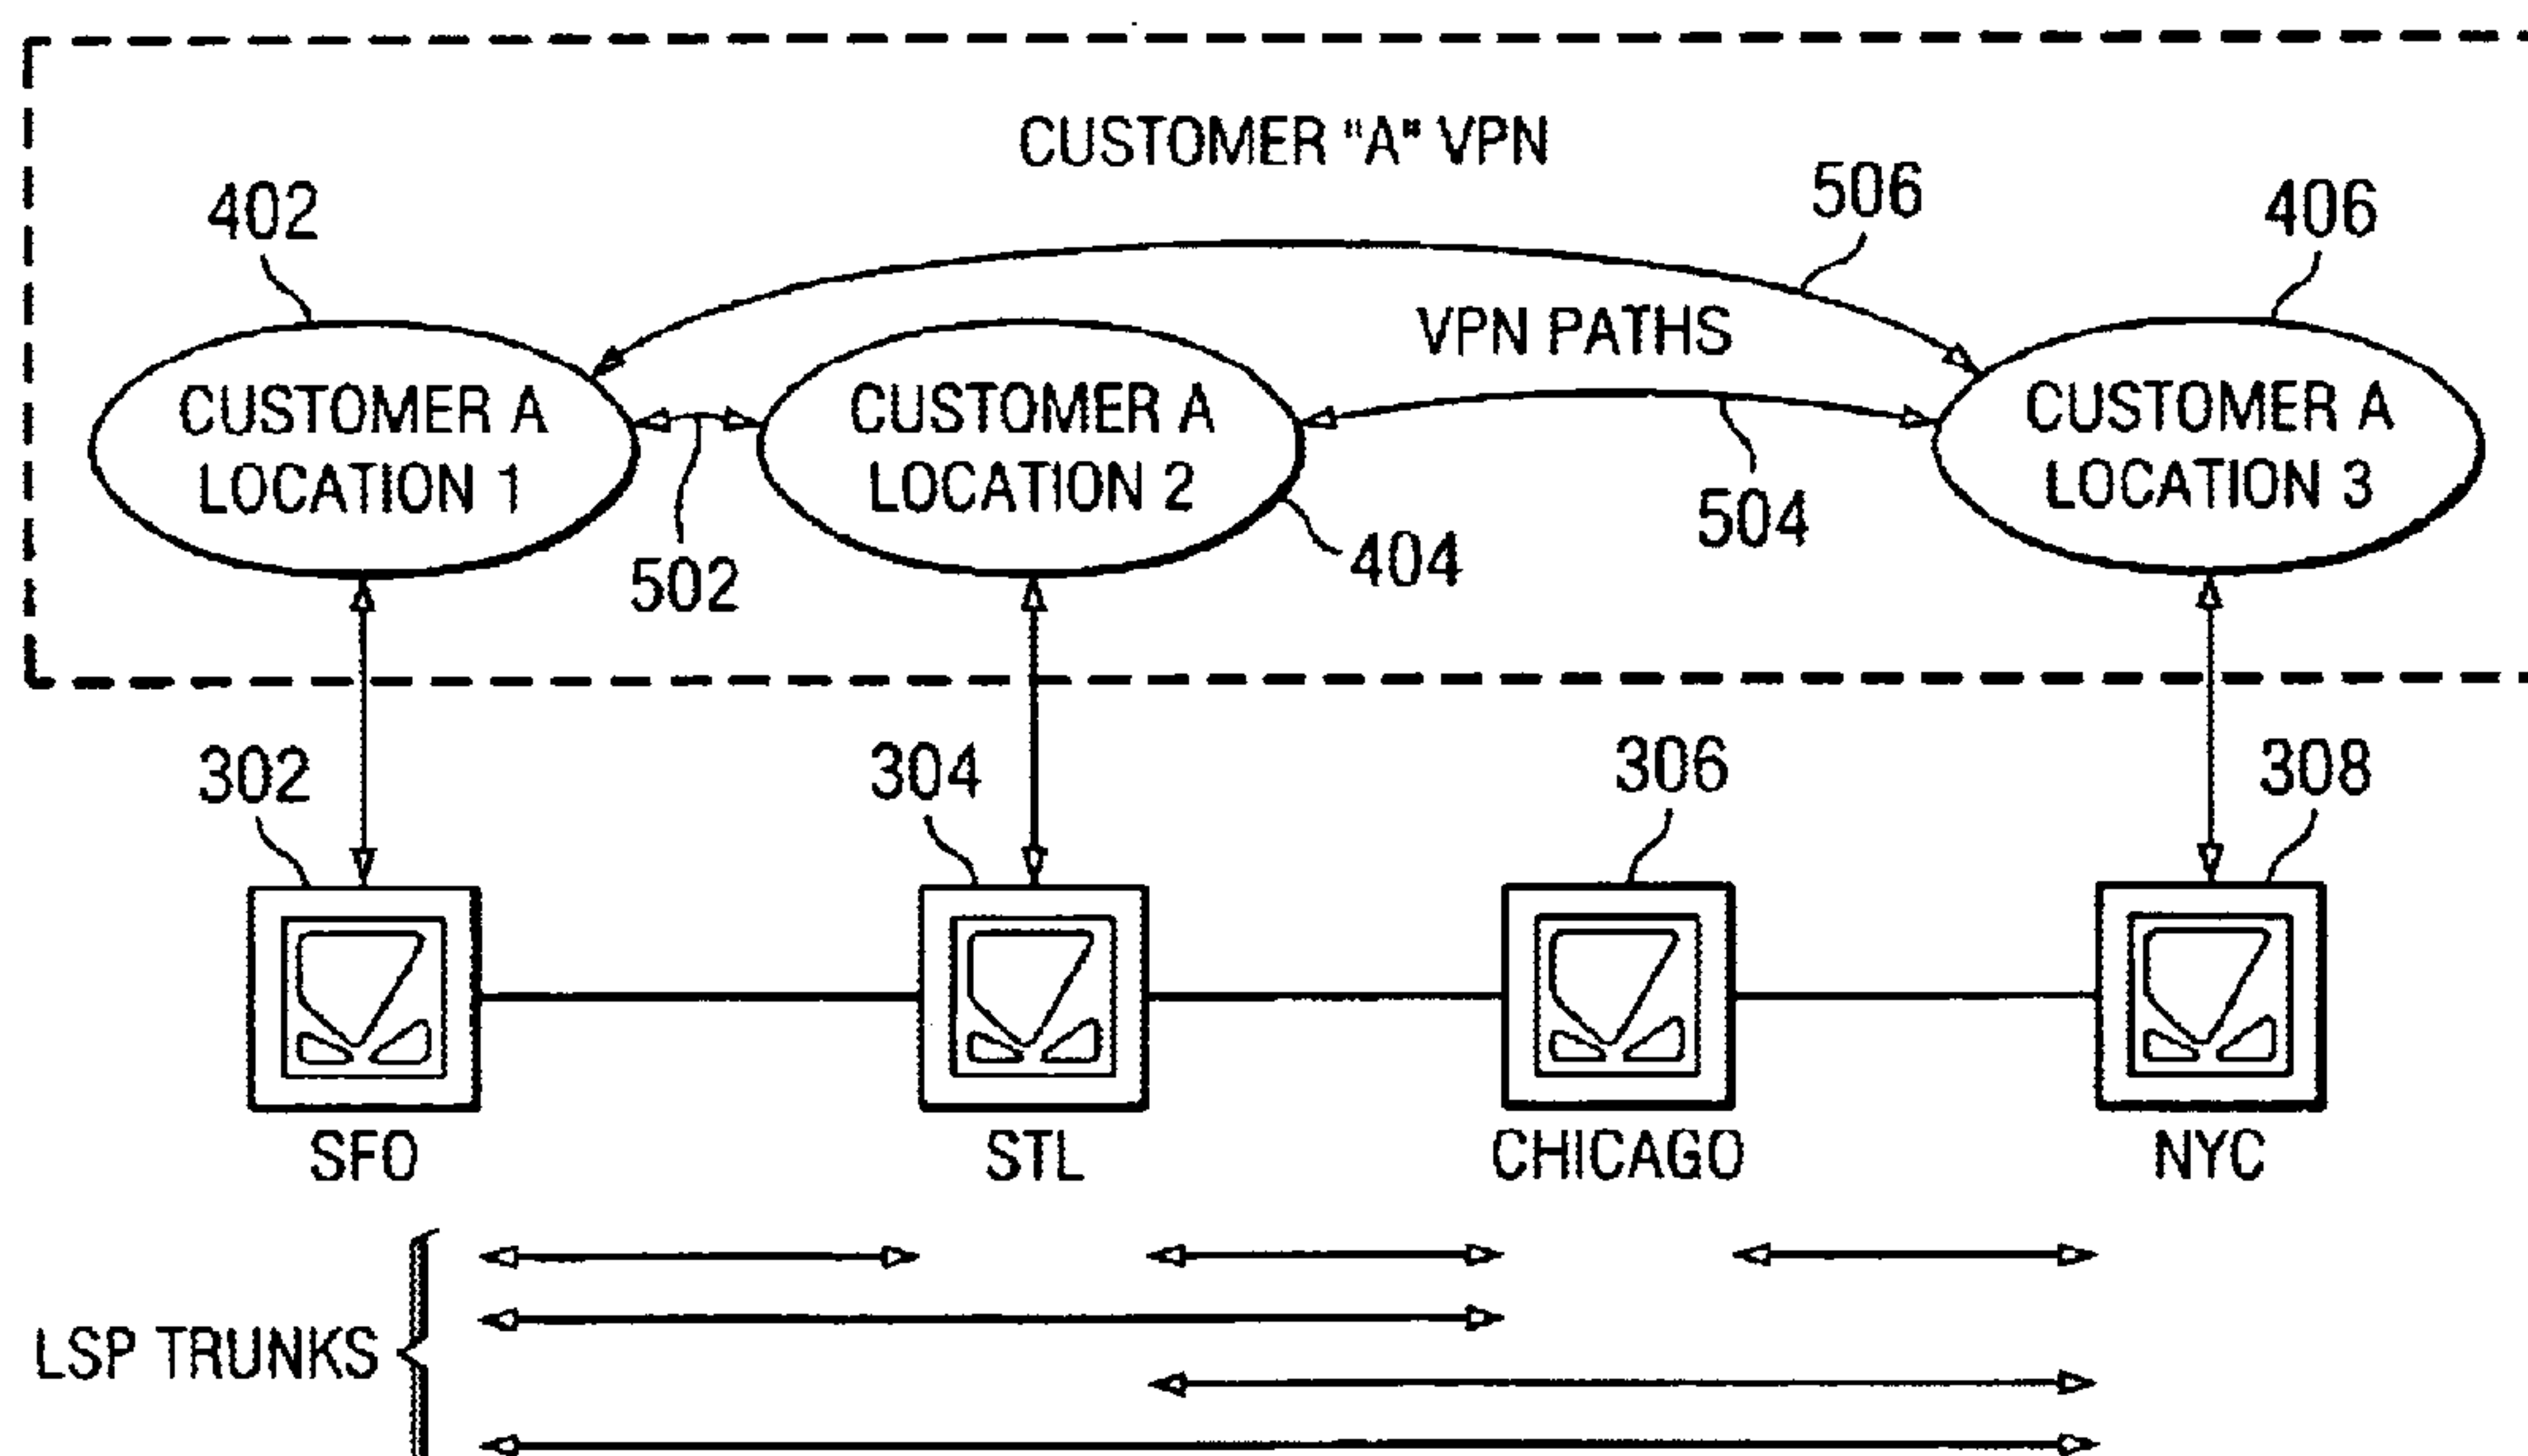 CUSTOMER "A" VPN
402
506
406
VPN PATHS
CUSTOMER A
LOCATION 1
CUSTOMER A
LOCATION 2
CUSTOMER A
LOCATION 3
502
404
504
302
304
306
308
SFO
STL
CHICAGO
NYC
LSP TRUNKS